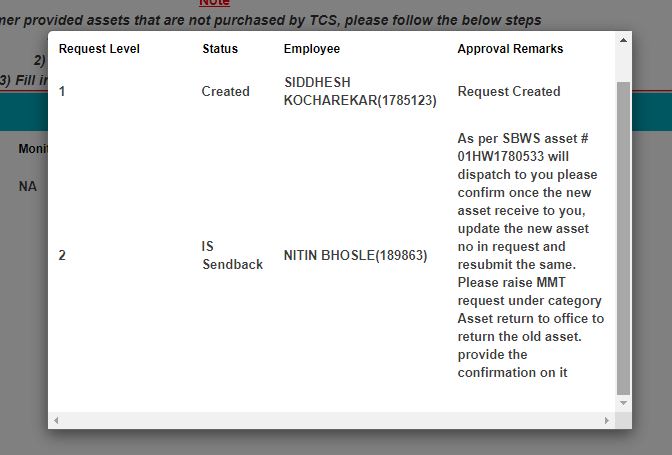 Note
mer provided assets that are not purchased by TCS, please follow the below steps
2)
3) Fill in
Monit
NA
Request Level Status Employee Approval Remarks
1 Created SIDDHESH KOCHAREKAR(1785123) Request Created
2 IS Sendback NITIN BHOSLE(189863)
As per SBWS asset #
01HW1780533 will
dispatch to you please
confirm once the new
asset receive to you,
update the new asset
no in request and
resubmit the same.
Please raise MMT
request under category
Asset return to office to
return the old asset.
provide the
confirmation on it